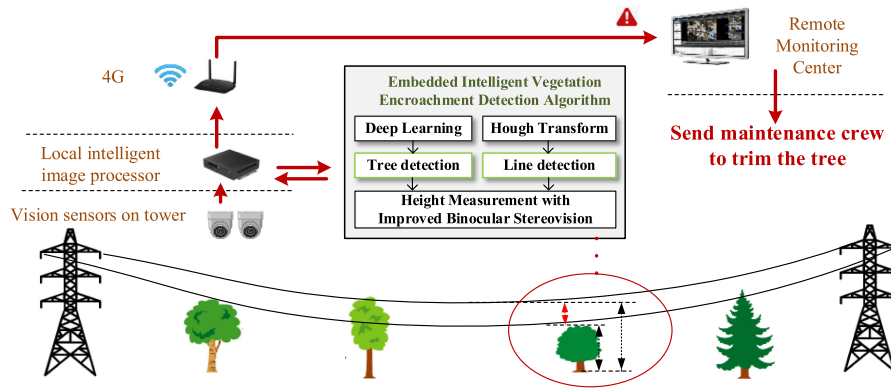 4G
Remote
Monitoring
Center
Embedded Intelligent Vegetation
Encroachment Detection Algorithm
Deep Learning
Hough Transform
Send maintenance crew
to trim the tree
Local intelligent
image processor
Tree detection
Line detection
Height Measurement with
Improved Binocular Stereovision
Vision sensors on tower